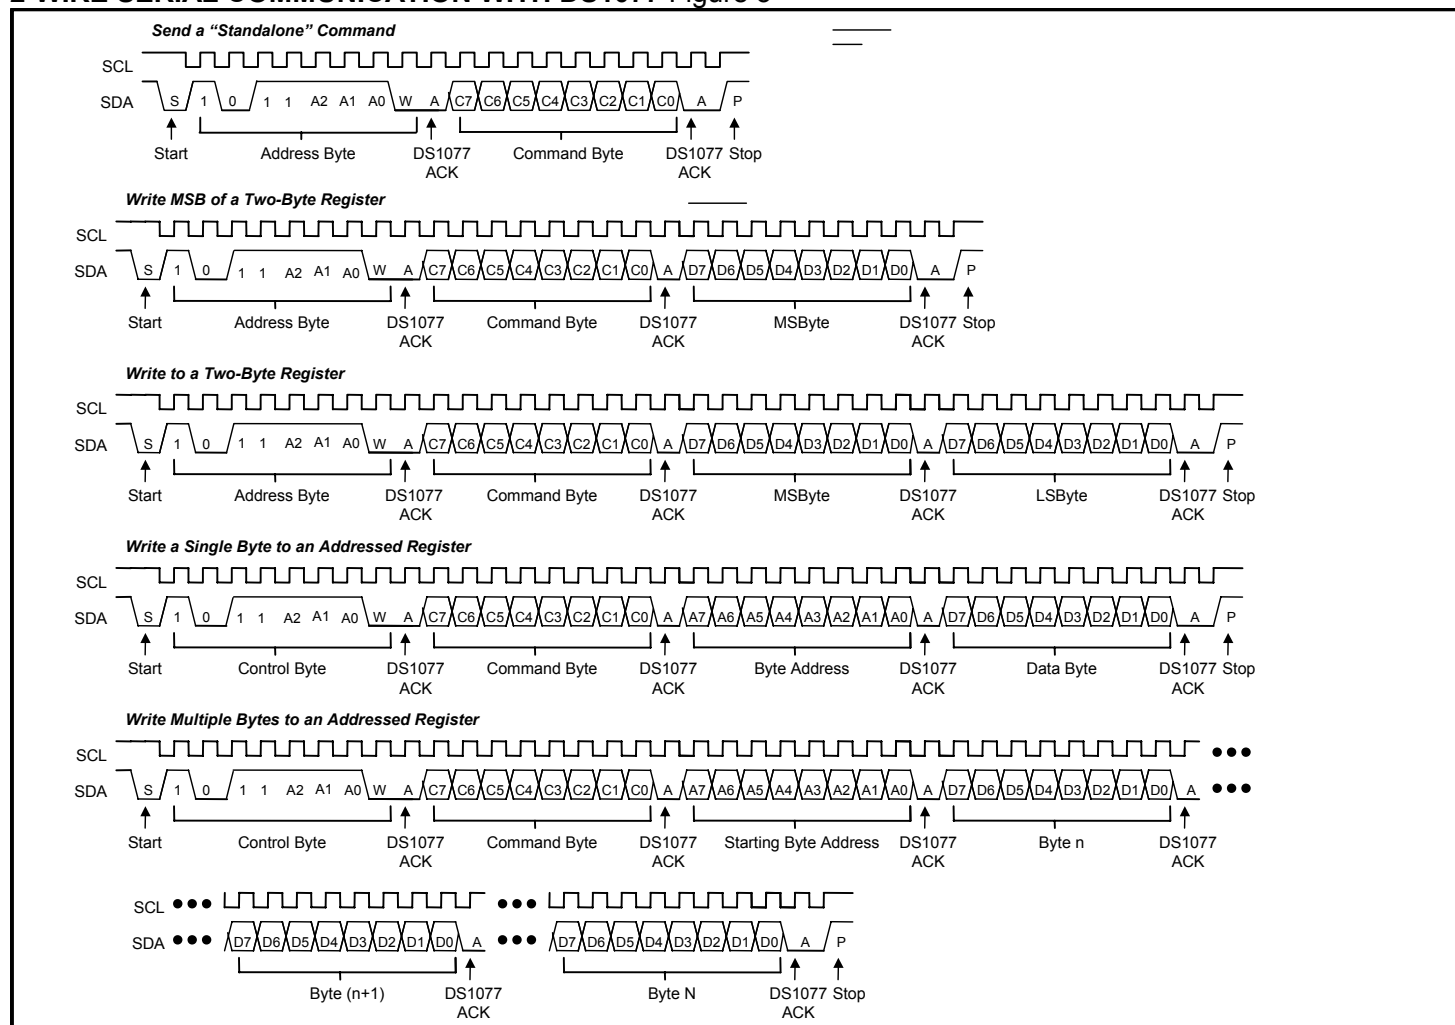 Send a “Standalone” Command
SCL
SDA S 1 0 1 1 A2 A1 A0 W A C7 C6 C5 C4 C3 C2 C1 C0 A P
Start Address Byte DS1077 Command Byte DS1077 Stop
ACK ACK
Write MSB of a Two-Byte Register
SCL
SDA S 1 0 1 1 A2 A1 A0 W A C7 C6 C5 C4 C3 C2 C1 C0 A D7 D6 D5 D4 D3 D2 D1 D0 A P
Start Address Byte DS1077 Command Byte DS1077 MSByte DS1077 Stop
ACK ACK ACK
Write to a Two-Byte Register
SCL
SDA S 1 0 1 1 A2 A1 A0 W A C7 C6 C5 C4 C3 C2 C1 C0 A D7 D6 D5 D4 D3 D2 D1 D0 A D7 D6 D5 D4 D3 D2 D1 D0 A P
Start Address Byte DS1077 Command Byte DS1077 MSByte DS1077 LSByte DS1077 Stop
ACK ACK ACK ACK
Write a Single Byte to an Addressed Register
SCL
SDA S 1 0 1 1 A2 A1 A0 W A C7 C6 C5 C4 C3 C2 C1 C0 A A7 A6 A5 A4 A3 A2 A1 A0 A D7 D6 D5 D4 D3 D2 D1 D0 A P
Start Control Byte DS1077 Command Byte DS1077 Byte Address DS1077 Data Byte DS1077 Stop
ACK ACK ACK ACK
Write Multiple Bytes to an Addressed Register
SCL
SDA S 1 0 1 1 A2 A1 A0 W A C7 C6 C5 C4 C3 C2 C1 C0 A A7 A6 A5 A4 A3 A2 A1 A0 A D7 D6 D5 D4 D3 D2 D1 D0 A
Start Control Byte DS1077 Command Byte DS1077 Starting Byte Address DS1077 Byte n DS1077
ACK ACK ACK ACK
SCL
SDA D7 D6 D5 D4 D3 D2 D1 D0 A D7 D6 D5 D4 D3 D2 D1 D0 A P
Byte (n+1) DS1077 Byte N DS1077 Stop
ACK ACK